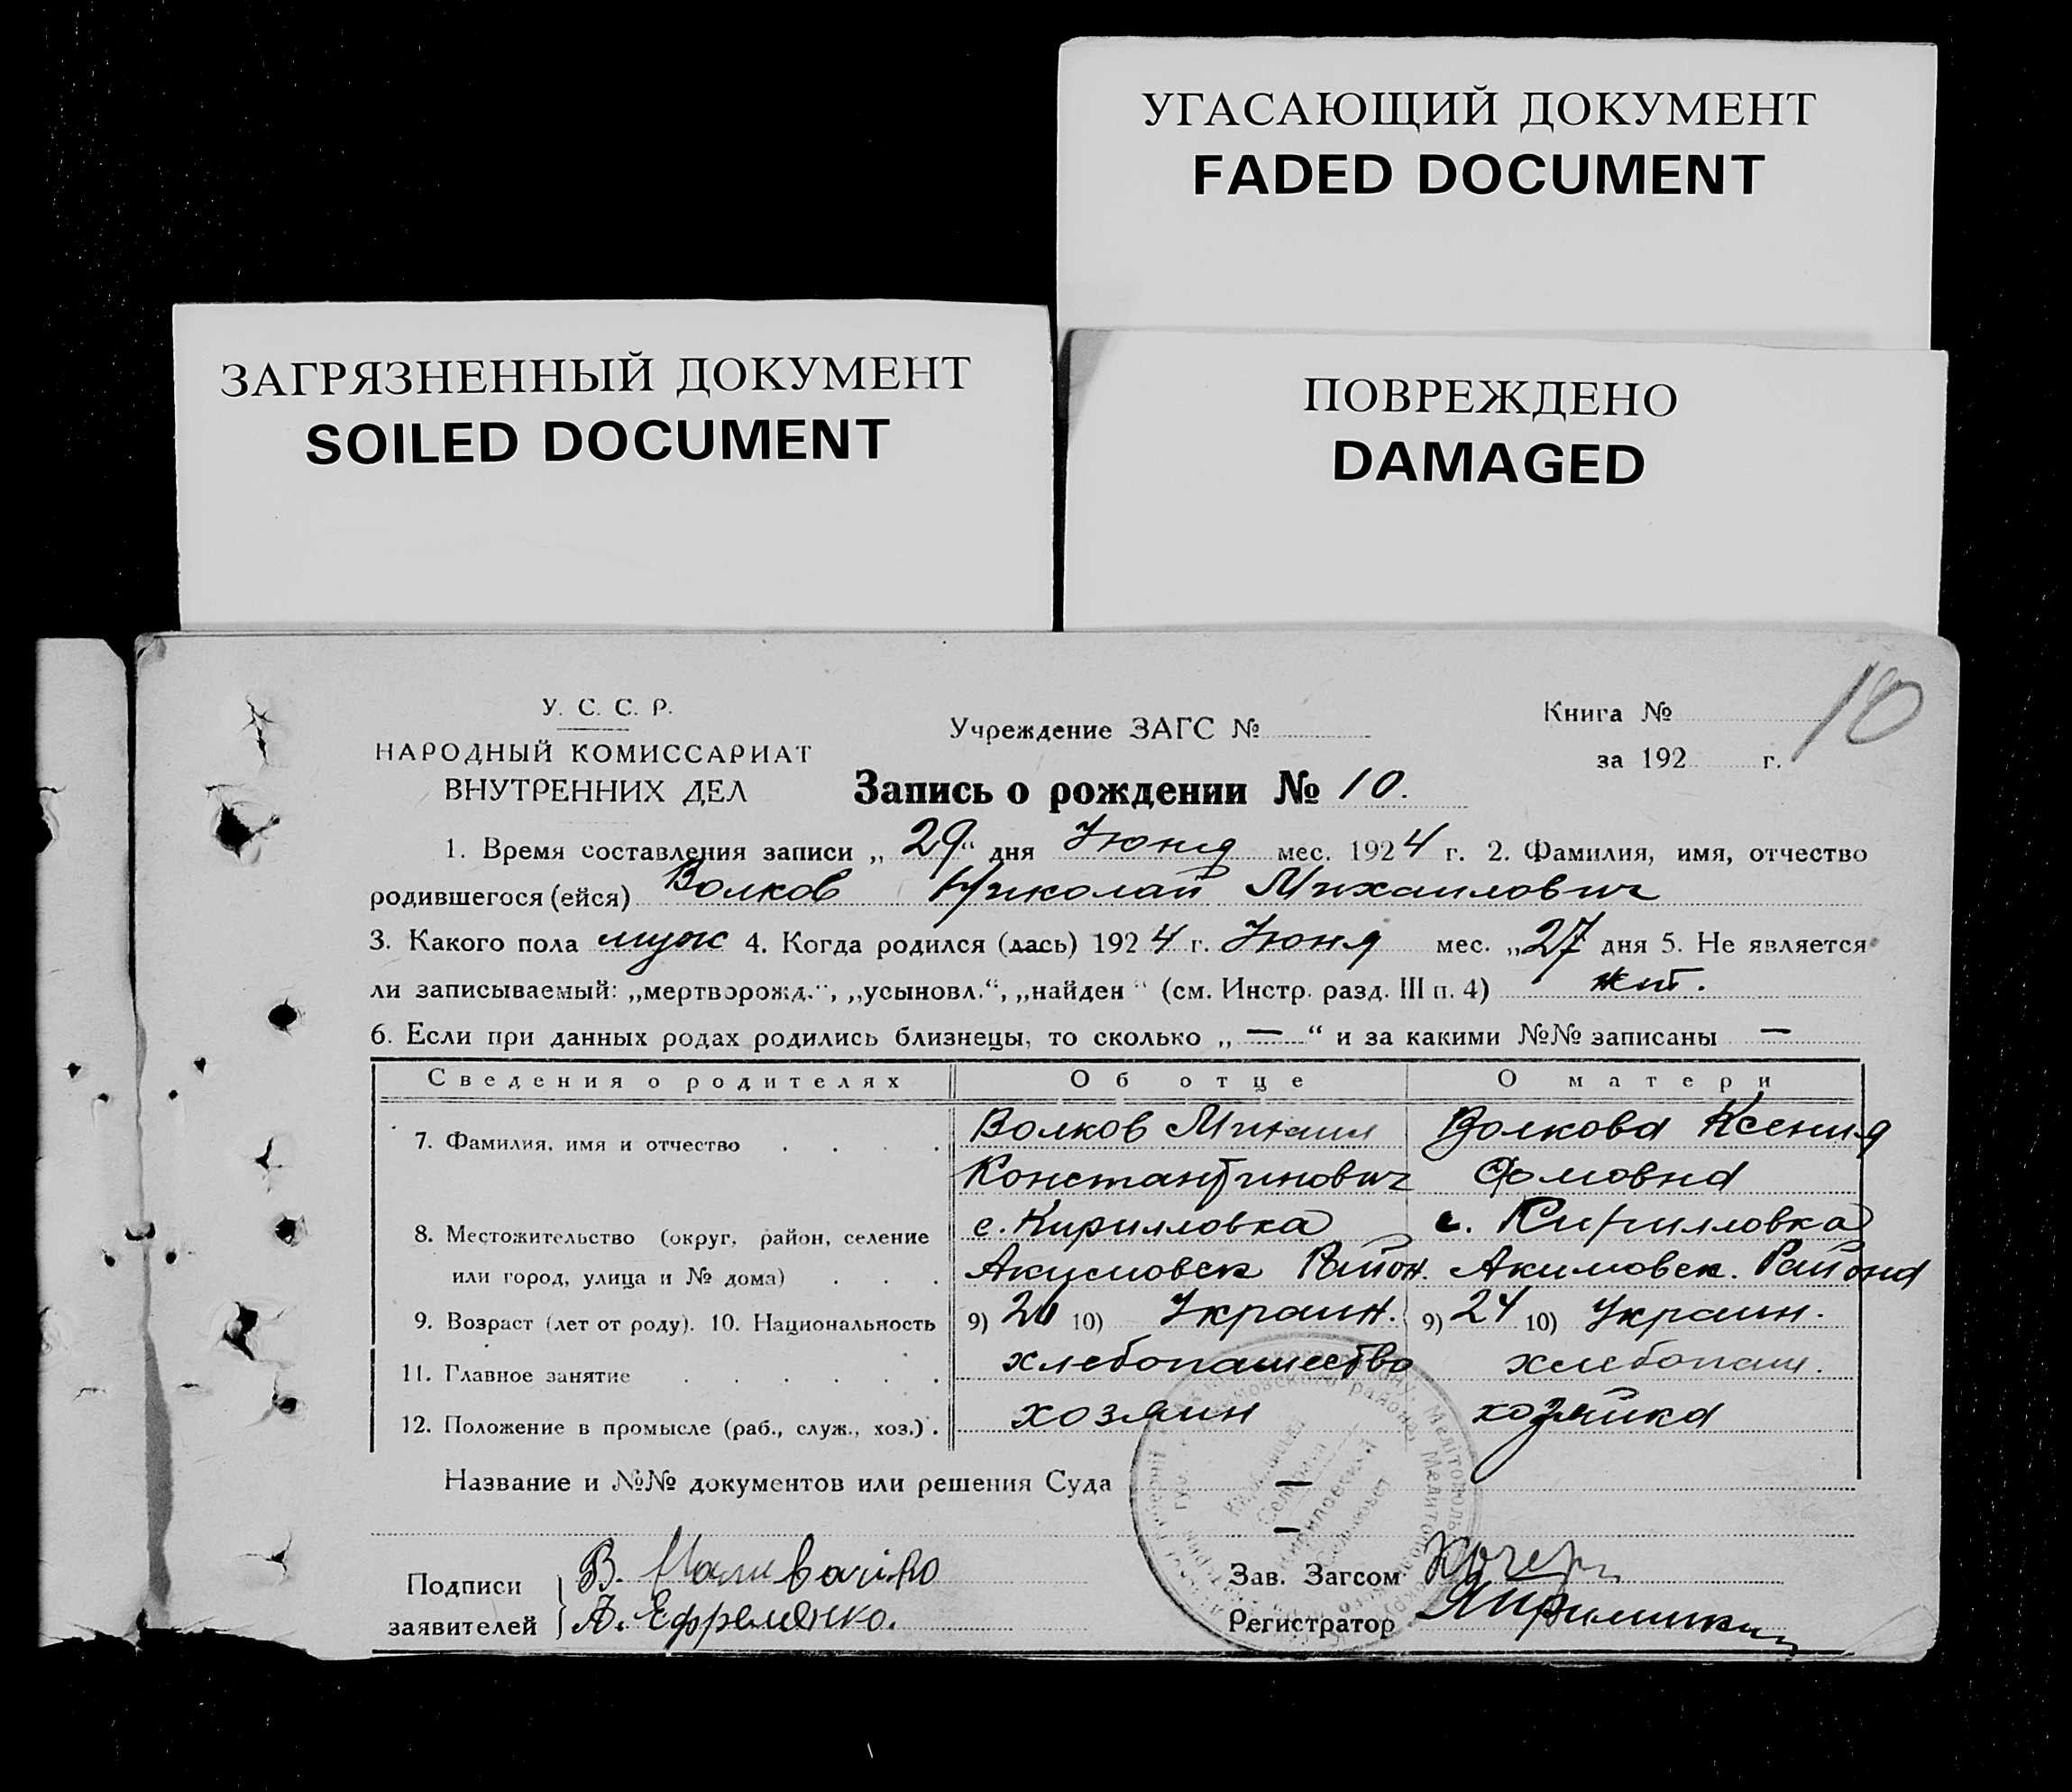 УГАСАЮЩИЙ ДОКУМЕНТ
FADED DOCUMENT
ЗАГРЯЗНЕННЫЙ ДОКУМЕНТ
SOILED DOCUMENT
ПОВРЕЖДЕНО
DAMAGED
10
У. С. С. Р.
НАРОДНЫЙ КОМИССАРИАТ
ВНУТРЕННИХ ДЕЛ
Учреждение ЗАГС №
Книга №
за 192 г.
Запись о рождении № 10.
1. Время составления записи „29“ дня Июня мес. 1924 г. 2. Фамилия, имя, отчество
родившегося (ейся) Волков Николай Михаилович
3. Какого пола муж 4. Когда родился (дась) 1924 г. Июня мес. „27 дня 5. Не является
ли записываемый: „мертворожд.“, „усыновл.“, „найден“ (см. Инстр. разд. III п. 4)
6. Если при данных родах родились близнецы, то сколько „—“ и за какими №№ записаны —
Сведения о родителях Об отце О матери
7. Фамилия, имя и отчество . . . . Волков Михаил Волкова Ксения
Константинович Фомовна
8. Местожительство (округ, район, селение с. Кирилловка с. Кирилловка
или город, улица и № дома) . . . Акимовск Район. Акимовск. Района
9. Возраст (лет от роду). 10. Национальность 9) 10) Украин. 9) 24 10) Украин.
11. Главное занятие . . . . . . хлебопашество хлебопаш.
12. Положение в промысле (раб., служ., хоз.) . хозяин хозяйка
Название и №№ документов или решения Суда —
—
Подписи
заявителей
В.
А. Ефременко.
Зав. Загсом
Регистратор